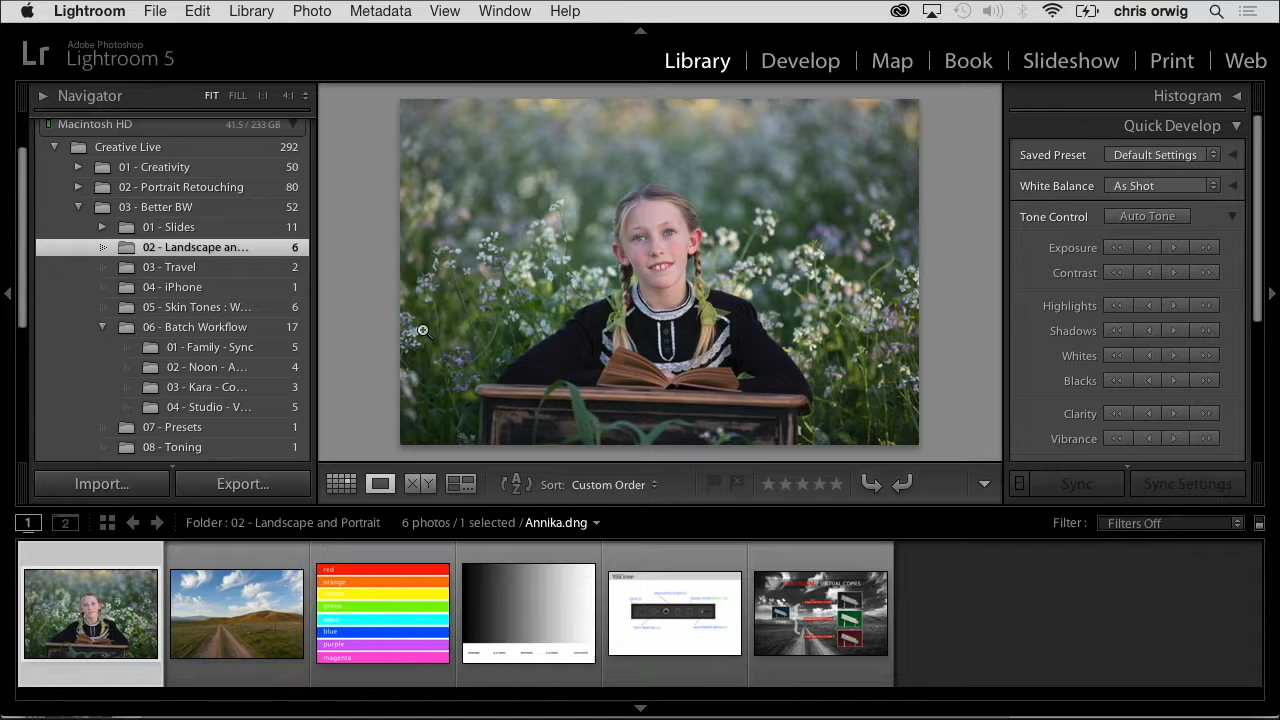 Lightroom File Edit Library Photo Metadata View Window Help chris orwig
Lr Adobe Photoshop Lightroom 5
Library | Develop | Map | Book | Slideshow | Print | Web
Navigator FIT FILL 1:1 4:1
Macintosh HD 41.5 / 233 GB
Creative Live 292
01 - Creativity 50
02 - Portrait Retouching 80
03 - Better BW 52
01 - Slides 11
02 - Landscape an... 6
03 - Travel 2
04 - iPhone 1
05 - Skin Tones : W... 6
06 - Batch Workflow 17
01 - Family - Sync 5
02 - Noon - A... 4
03 - Kara - Co... 3
04 - Studio - V... 5
07 - Presets 1
08 - Toning 1
Import... Export...
Histogram
Quick Develop
Saved Preset Default Settings
White Balance As Shot
Tone Control Auto Tone
Exposure
Contrast
Highlights
Shadows
Whites
Blacks
Clarity
Vibrance
Sync Sync Settings
X Y A Z Sort: Custom Order
1 2 Folder : 02 - Landscape and Portrait 6 photos / 1 selected / Annika.dng Filter : Filters Off
red
orange
green
blue
purple
magenta
VIRTUAL COPIES